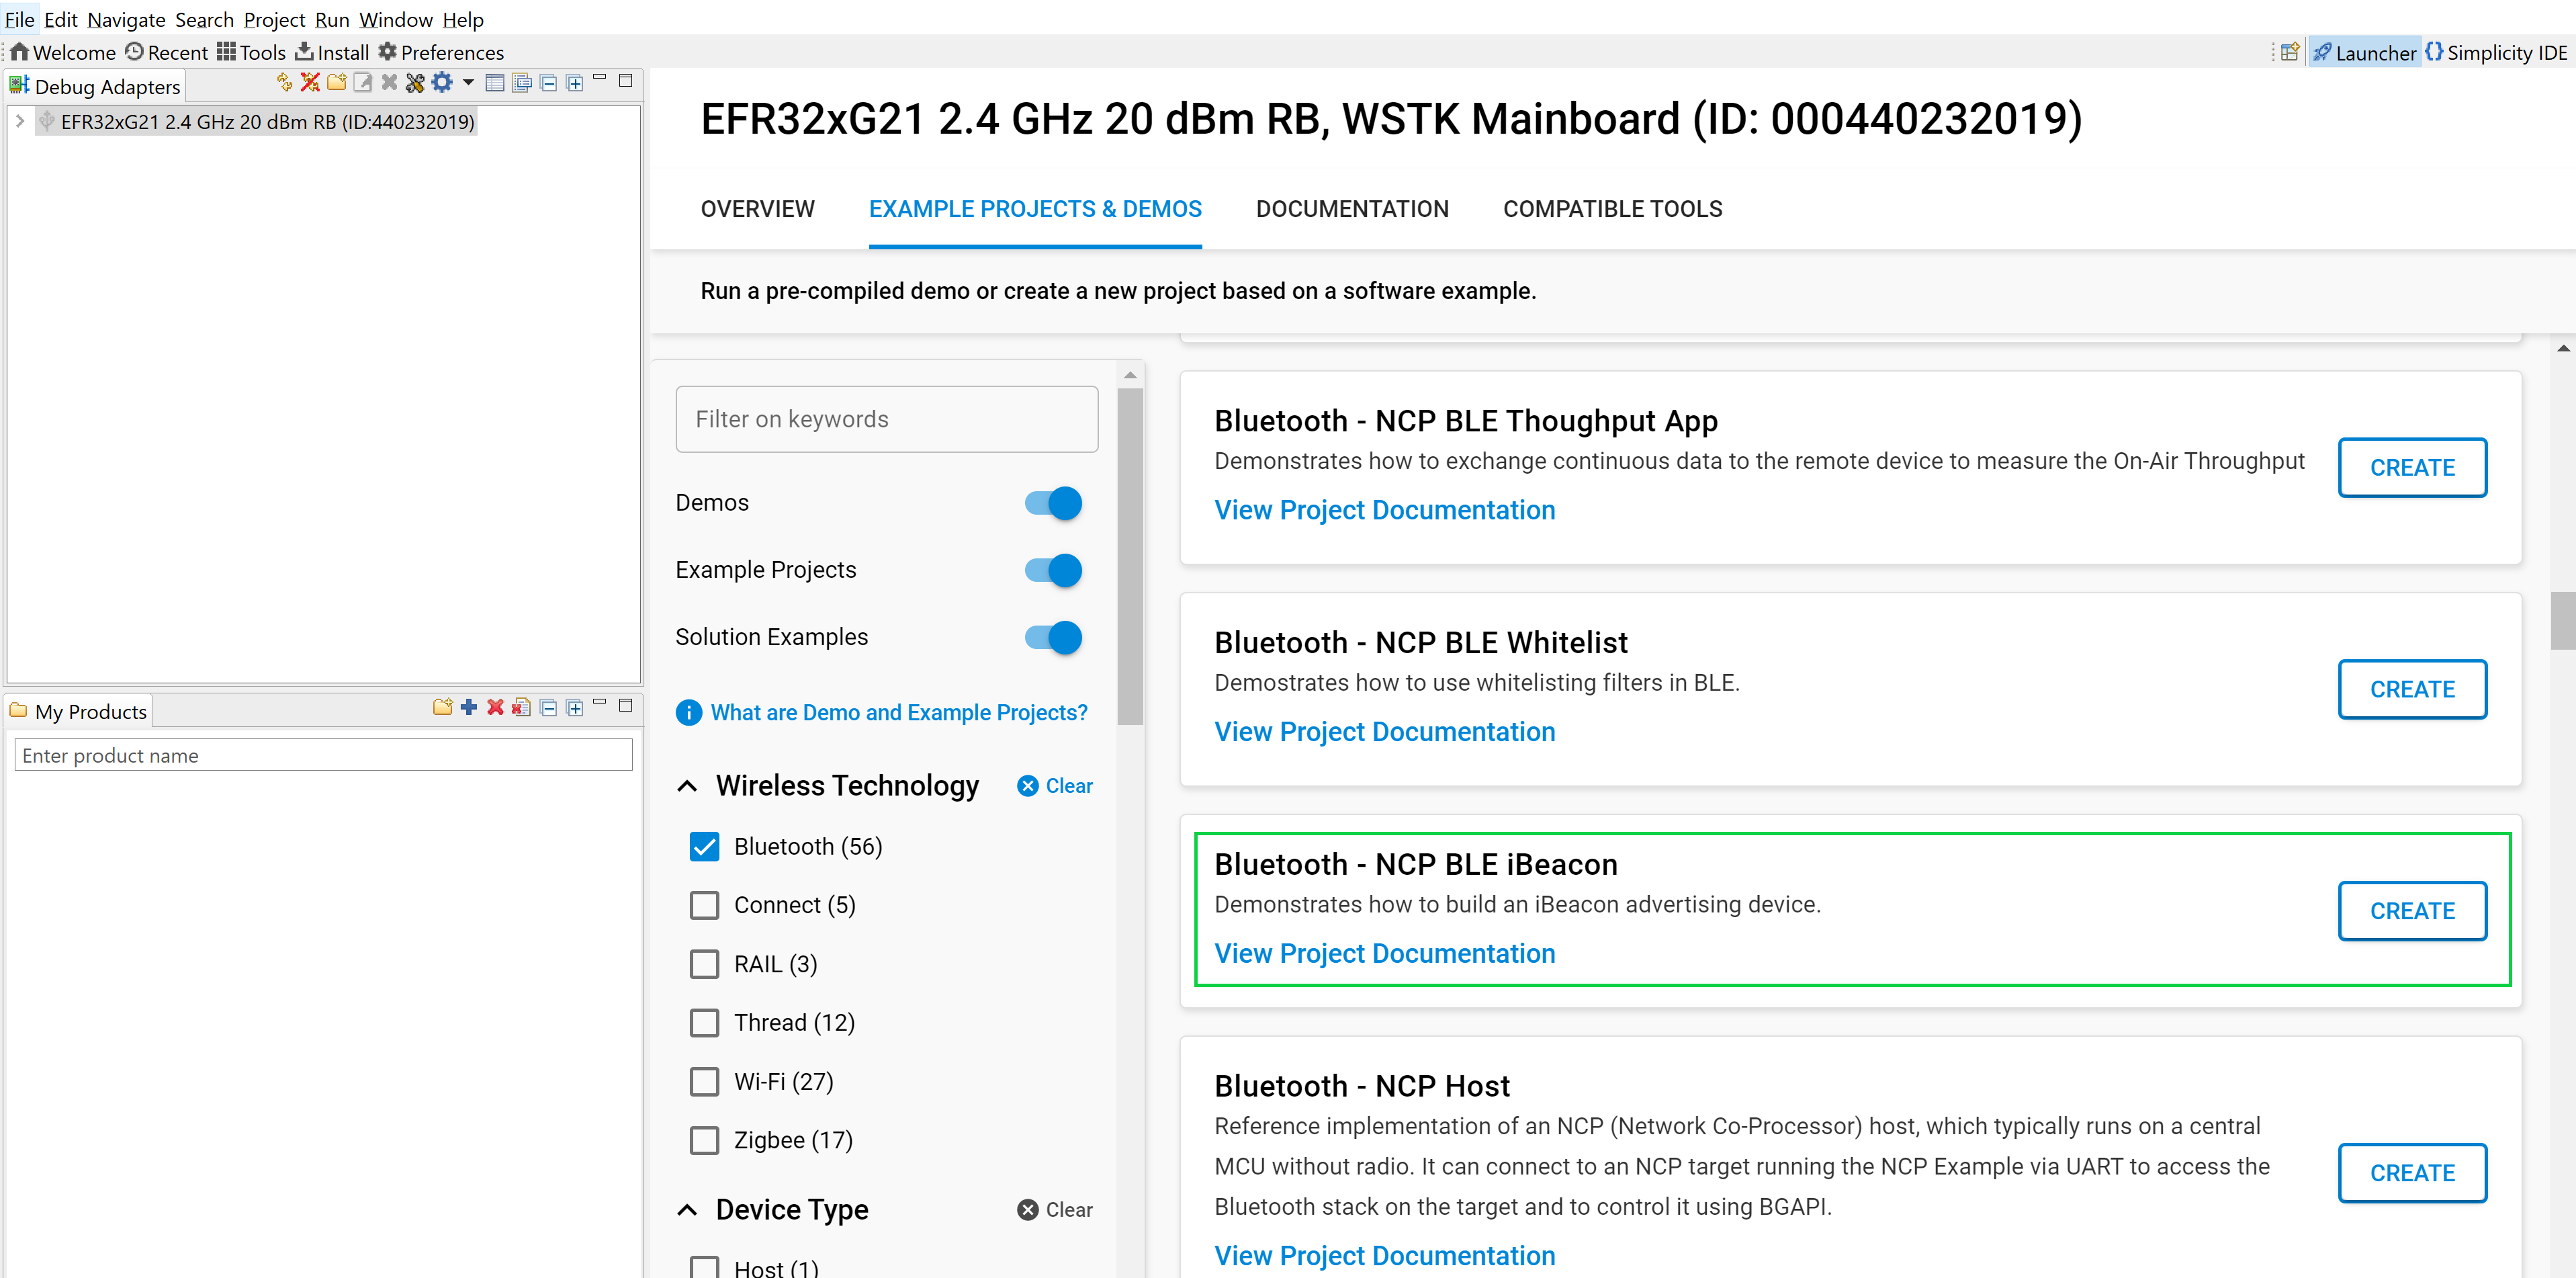 File Edit Navigate Search Project Run Window Help
Welcome Recent Tools Install Preferences
Launcher Simplicity IDE
Debug Adapters
EFR32xG21 2.4 GHz 20 dBm RB (ID:440232019)
My Products
Enter product name
EFR32xG21 2.4 GHz 20 dBm RB, WSTK Mainboard (ID: 000440232019)
OVERVIEW EXAMPLE PROJECTS & DEMOS DOCUMENTATION COMPATIBLE TOOLS
Run a pre-compiled demo or create a new project based on a software example.
Filter on keywords
Demos
Example Projects
Solution Examples
What are Demo and Example Projects?
Wireless Technology Clear
Bluetooth (56)
Connect (5)
RAIL (3)
Thread (12)
Wi-Fi (27)
Zigbee (17)
Device Type Clear
Host (1)
Bluetooth - NCP BLE Thoughput App
Demonstrates how to exchange continuous data to the remote device to measure the On-Air Throughput
View Project Documentation
CREATE
Bluetooth - NCP BLE Whitelist
Demostrates how to use whitelisting filters in BLE.
View Project Documentation
CREATE
Bluetooth - NCP BLE iBeacon
Demonstrates how to build an iBeacon advertising device.
View Project Documentation
CREATE
Bluetooth - NCP Host
Reference implementation of an NCP (Network Co-Processor) host, which typically runs on a central
MCU without radio. It can connect to an NCP target running the NCP Example via UART to access the
Bluetooth stack on the target and to control it using BGAPI.
View Project Documentation
CREATE